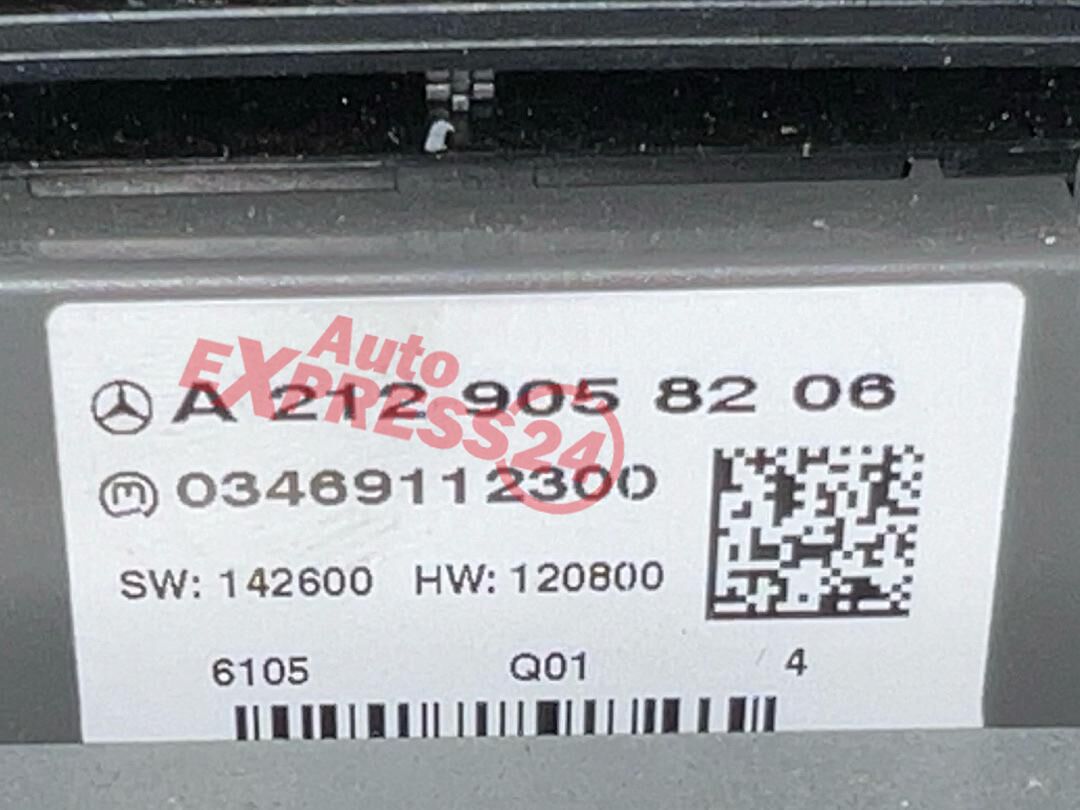 A 212 905 82 06
03469112300
SW: 142600 HW: 120800
6105 Q01 4
Auto
EXPRESS24